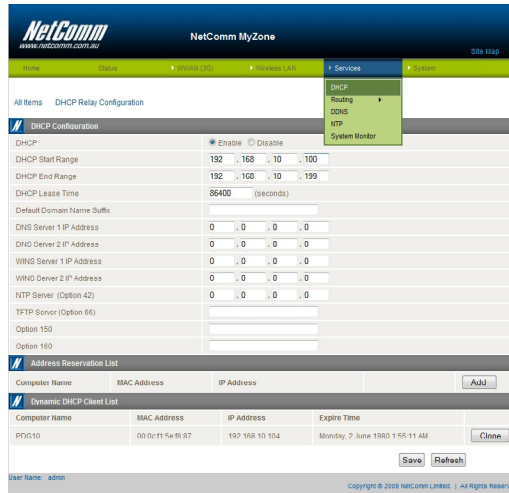 NetComm
www.netcomm.com.au
NetComm MyZone
Site Map
Home Status WWAN (3G) Wireless LAN Services System
DHCP
Routing
DDNS
NTP
System Monitor
All Items DHCP Relay Configuration
DHCP Configuration
DHCP Enable Disable
DHCP Start Range 192 . 168 . 10 . 100
DHCP End Range 192 . 168 . 10 . 199
DHCP Lease Time 86400 (seconds)
Default Domain Name Suffix
DNS Server 1 IP Address 0 . 0 . 0 . 0
DNS Server 2 IP Address 0 . 0 . 0 . 0
WINS Server 1 IP Address 0 . 0 . 0 . 0
WINS Server 2 IP Address 0 . 0 . 0 . 0
NTP Server (Option 42) 0 . 0 . 0 . 0
TFTP Server (Option 66)
Option 150
Option 160
Address Reservation List
Computer Name MAC Address IP Address Add
Dynamic DHCP Client List
Computer Name MAC Address IP Address Expire Time
PDG10 00:0c:f1:5e:f6:87 192.168.10.104 Monday, 2 June 1980 1:55:11 AM Clone
Save Refresh
User Name: admin
Copyright © 2009 NetComm Limited. | All Rights Reserv